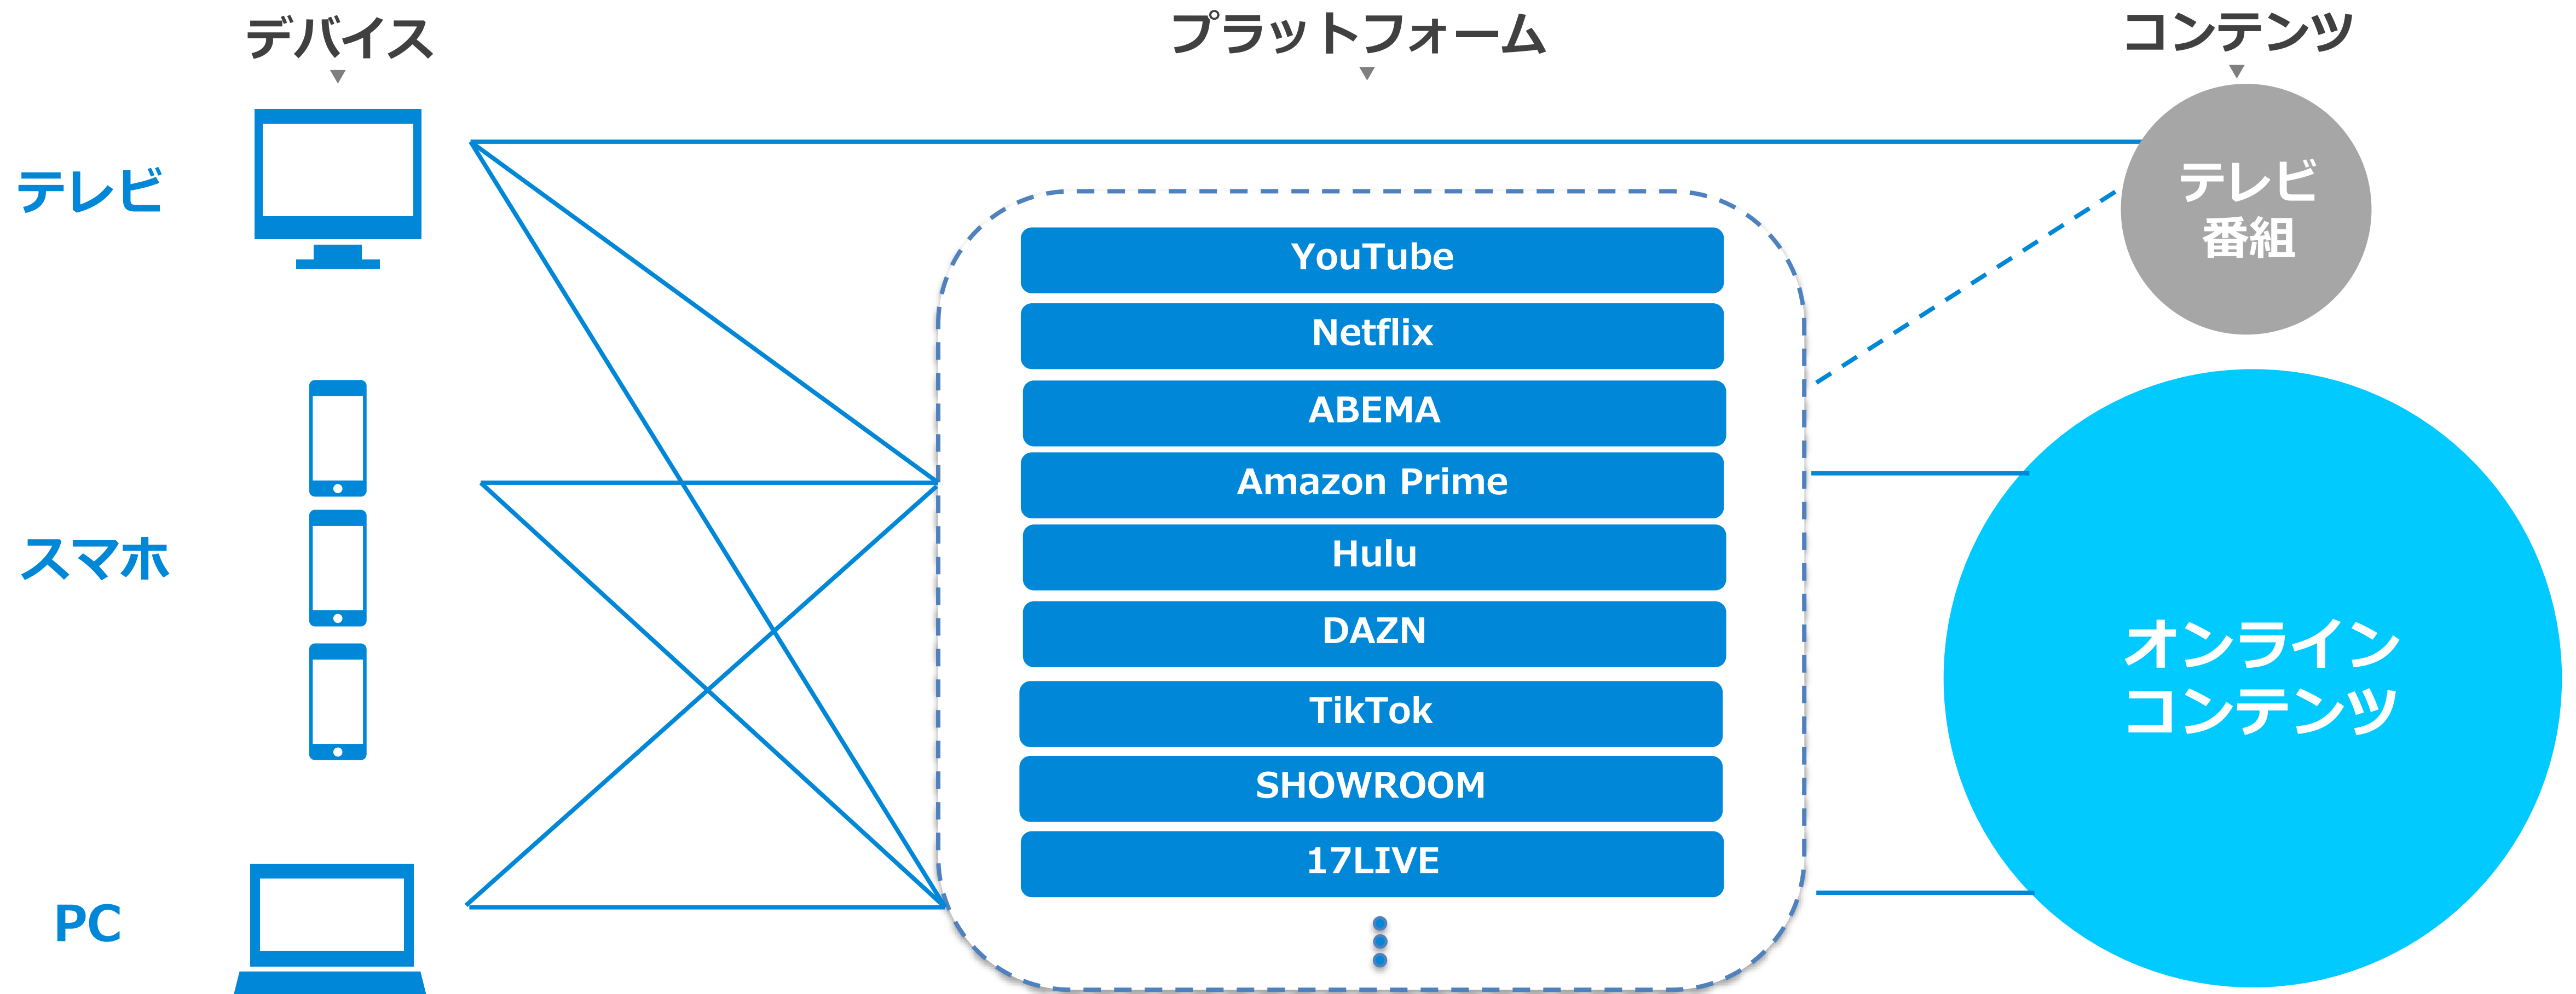 デバイス
プラットフォーム
コンテンツ
テレビ
スマホ
PC
YouTube
Netflix
ABEMA
Amazon Prime
Hulu
DAZN
TikTok
SHOWROOM
17LIVE
テレビ
番組
オンライン
コンテンツ